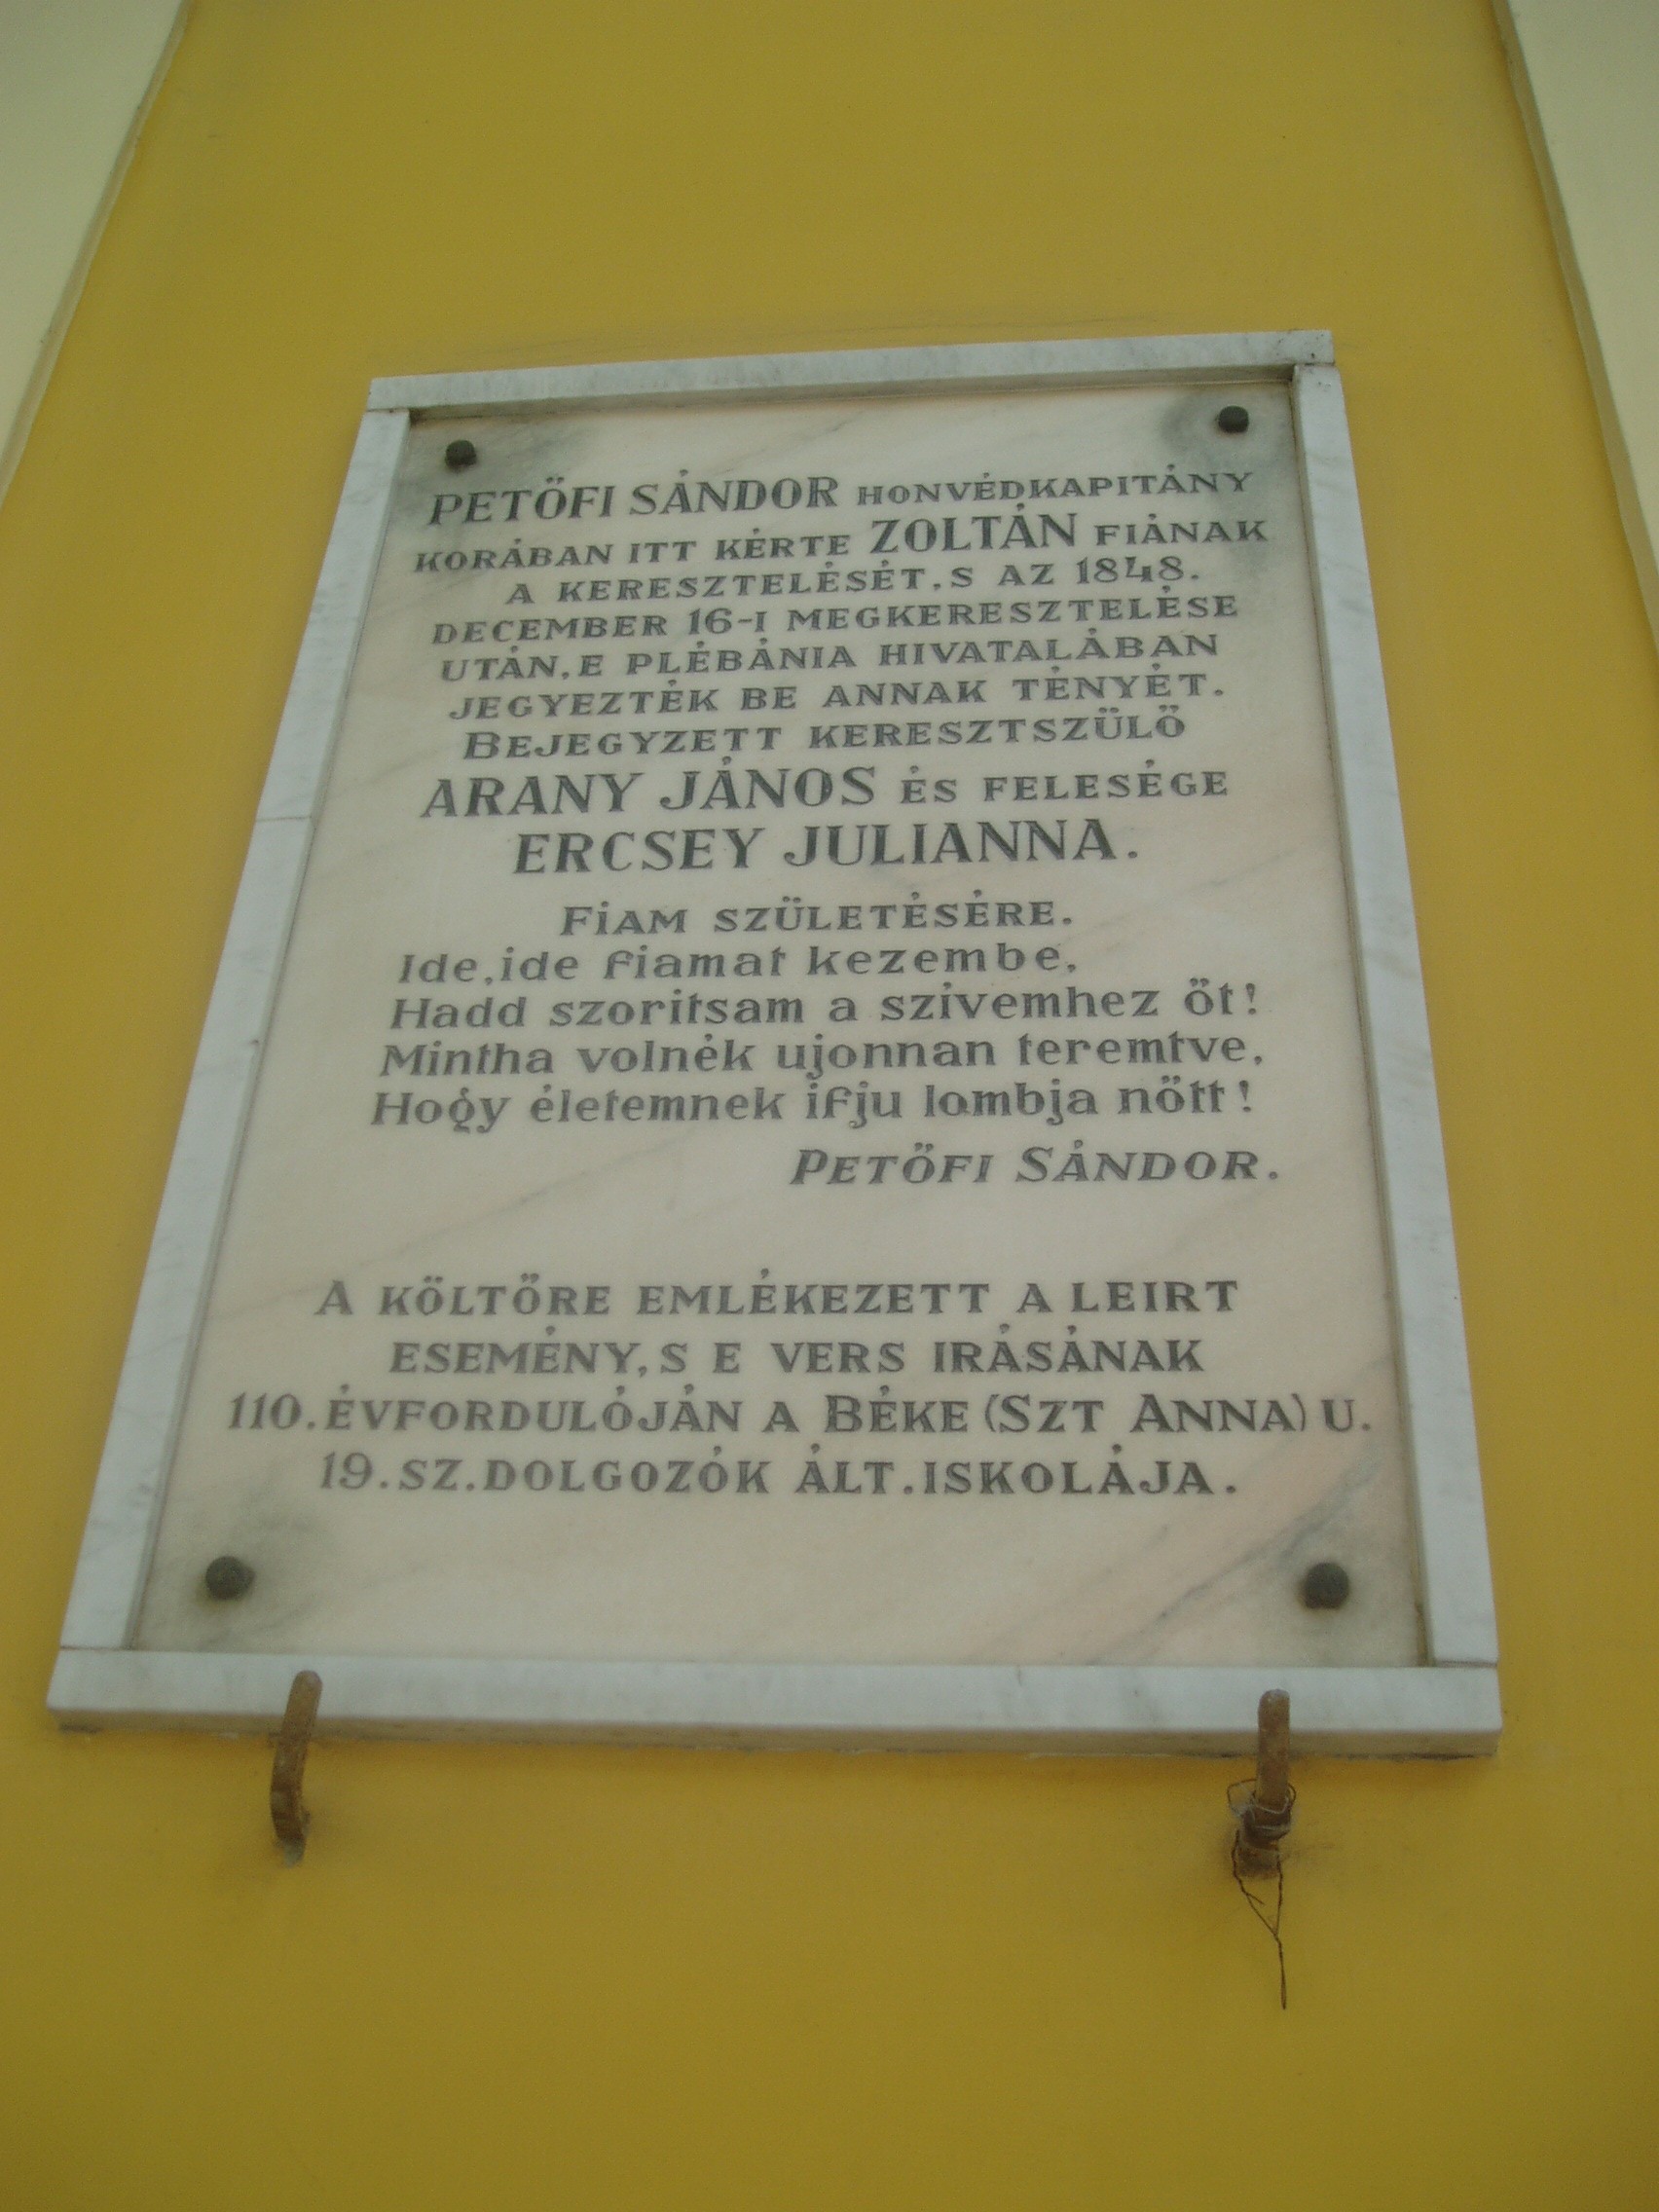 PETŐFI SÁNDOR HONVÉDKAPITÁNY
KORÁBAN ITT KÉRTE ZOLTÁN FIÁNAK
A KERESZTELÉSÉT, S AZ 1848.
DECEMBER 16-I MEGKERESZTELÉSE
UTÁN, E PLÉBÁNIA HIVATALÁBAN
JEGYEZTÉK BE ANNAK TÉNYÉT.
BEJEGYZETT KERESZTSZÜLŐ
ARANY JÁNOS ÉS FELESÉGE
ERCSEY JULIANNA.
FIAM SZÜLETÉSÉRE.
Ide, ide fiamat kezembe,
Hadd szoritsam a szivemhez őt!
Mintha volnék ujonnan teremtve,
Hogy életemnek ifju lombja nőtt!
PETŐFI SÁNDOR.
A KÖLTŐRE EMLÉKEZETT A LEIRT
ESEMÉNY, S E VERS IRÁSÁNAK
110. ÉVFORDULÓJÁN A BÉKE (SZT ANNA) U.
19. SZ. DOLGOZÓK ÁLT. ISKOLÁJA.